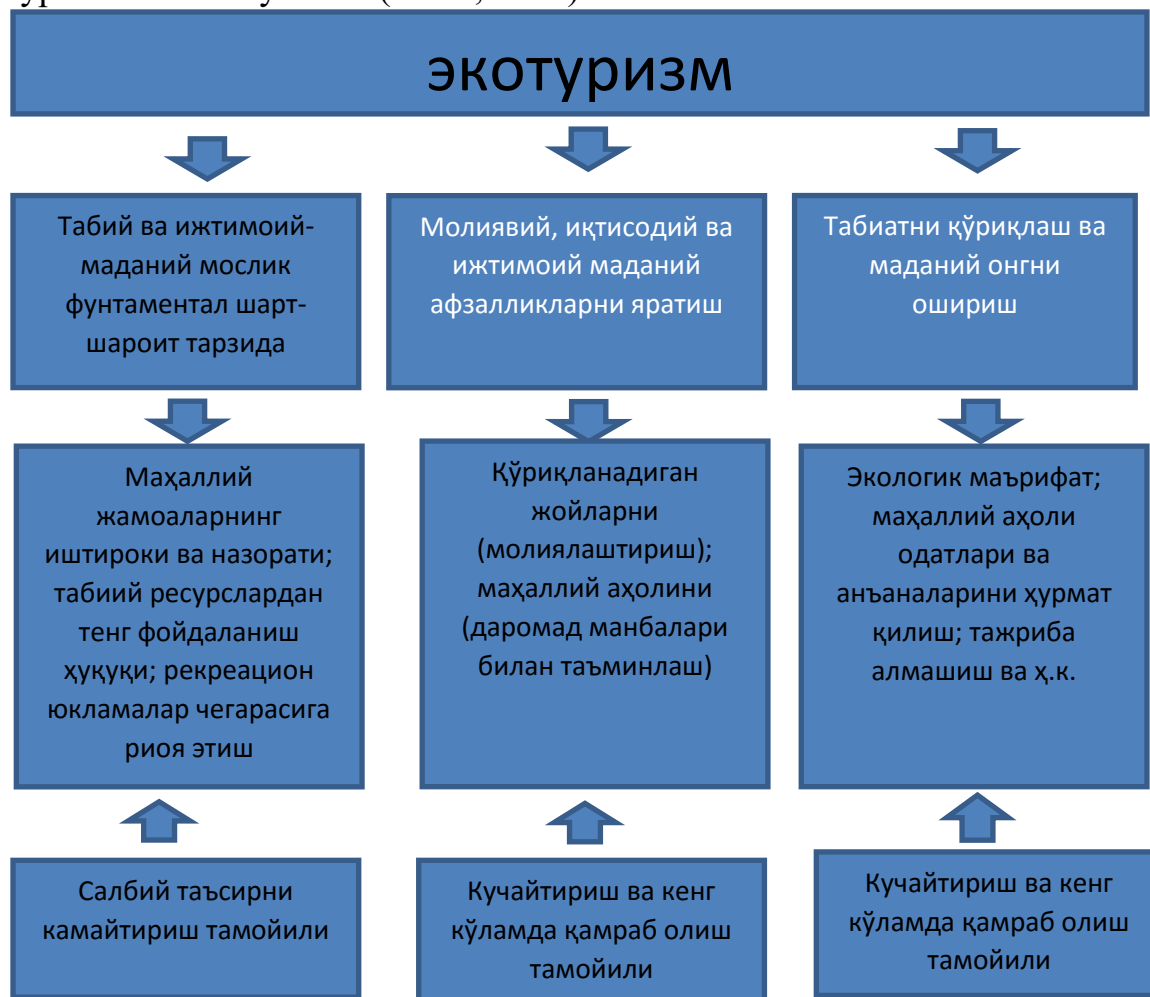 экотуризм
Табий ва ижтимоий-
маданий мослик
фунтаментал шарт-
шароит тарзида
Молиявий, иқтисодий ва
ижтимоий маданий
афзалликларни яратиш
Табиатни қўриқлаш ва
маданий онгни
ошириш
Маҳаллий
жамоаларнинг
иштироки ва назорати;
табиий ресурслардан
тенг фойдаланиш
ҳуқуқи; рекреацион
юкламалар чегарасига
риоя этиш
Қўриқланадиган
жойларни
(молиялаштириш);
маҳаллий аҳолини
(даромад манбалари
билан таъминлаш)
Экологик маърифат;
маҳаллий аҳоли
одатлари ва
анъаналарини ҳурмат
қилиш; тажриба
алмашиш ва ҳ.к.
Салбий таъсирни
камайтириш тамойили
Кучайтириш ва кенг
кўламда қамраб олиш
тамойили
Кучайтириш ва кенг
кўламда қамраб олиш
тамойили